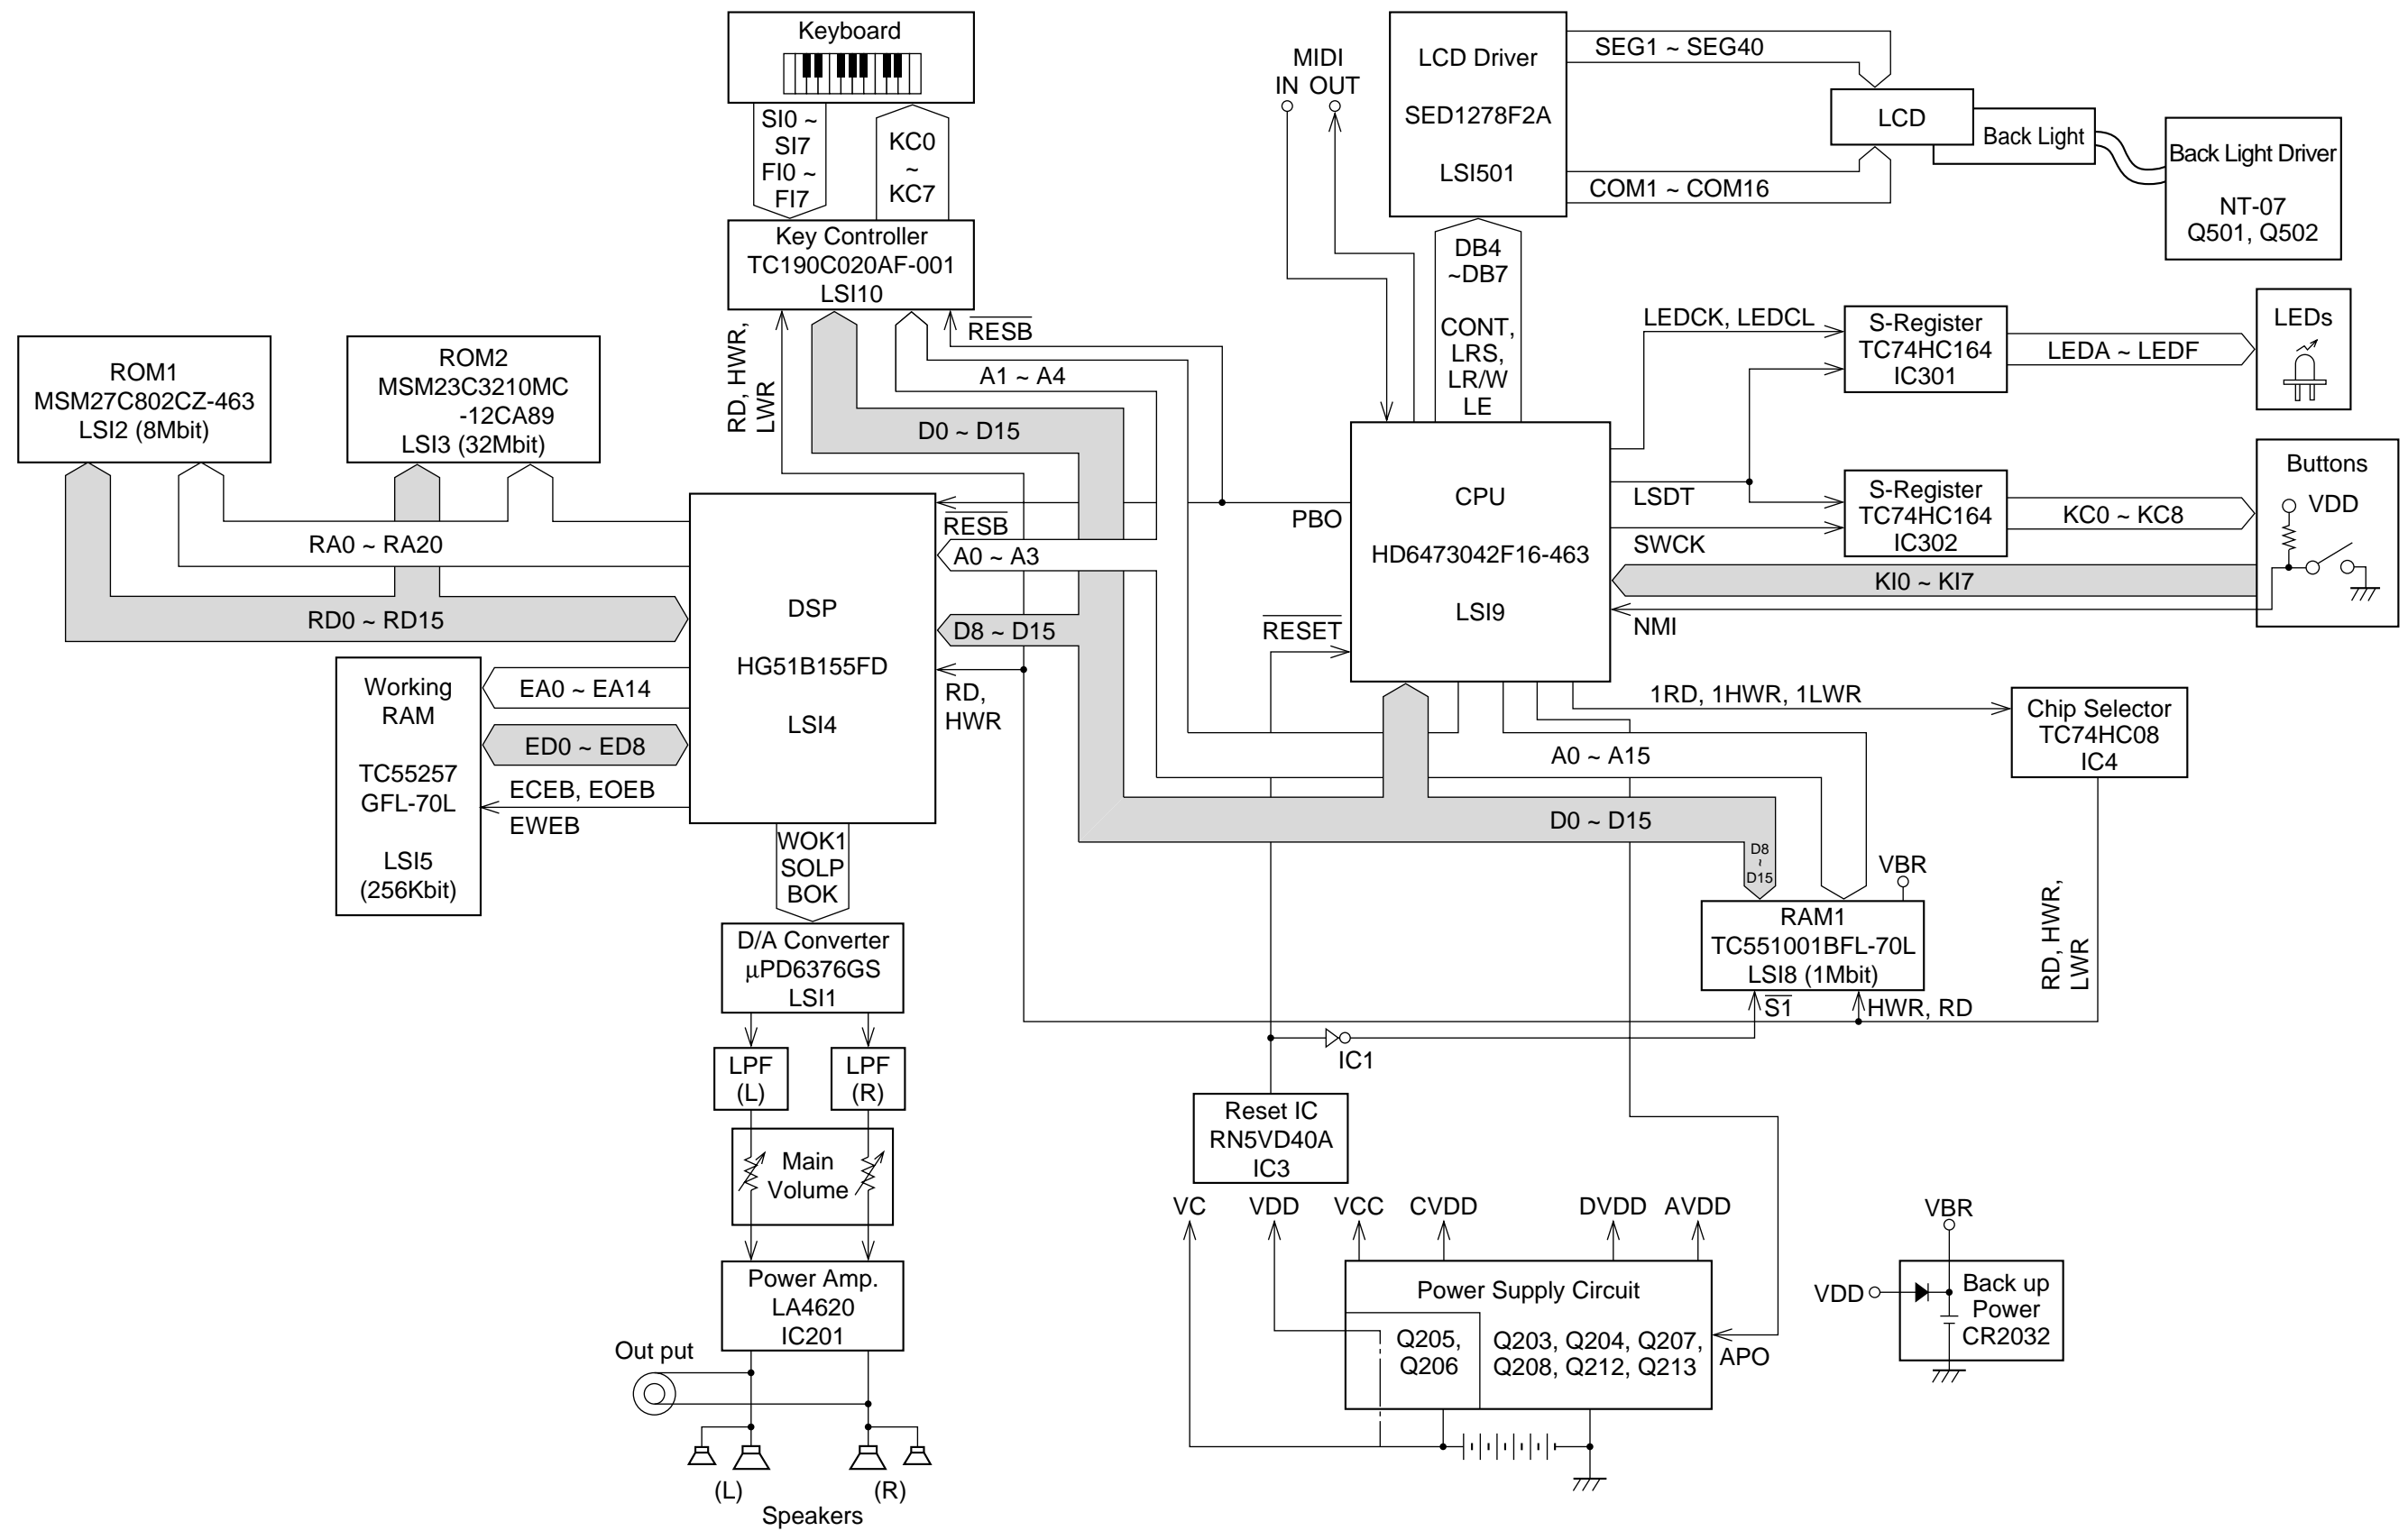 Keyboard
SI0 ~
SI7
FI0 ~
FI7
KC0
~
KC7
Key Controller
TC190C020AF-001
LSI10
RD, HWR,
LWR
RESB
A1 ~ A4
D0 ~ D15
ROM1
MSM27C802CZ-463
LSI2 (8Mbit)
ROM2
MSM23C3210MC
-12CA89
LSI3 (32Mbit)
RA0 ~ RA20
RD0 ~ RD15
Working
RAM
TC55257
GFL-70L
LSI5
(256Kbit)
EA0 ~ EA14
ED0 ~ ED8
ECEB, EOEB
EWEB
DSP
HG51B155FD
LSI4
RESB
A0 ~ A3
D8 ~ D15
RD,
HWR
WOK1
SOLP
BOK
D/A Converter
µPD6376GS
LSI1
LPF
(L)
LPF
(R)
Main
Volume
Power Amp.
LA4620
IC201
Out put
(L)
(R)
Speakers
MIDI
IN OUT
LCD Driver
SED1278F2A
LSI501
SEG1 ~ SEG40
COM1 ~ COM16
LCD
Back Light
Back Light Driver
NT-07
Q501, Q502
DB4
~DB7
CONT,
LRS,
LR/W
LE
LEDCK, LEDCL
S-Register
TC74HC164
IC301
LEDA ~ LEDF
LEDs
CPU
HD6473042F16-463
LSI9
PBO
RESET
LSDT
SWCK
S-Register
TC74HC164
IC302
KC0 ~ KC8
Buttons
VDD
KI0 ~ KI7
NMI
1RD, 1HWR, 1LWR
Chip Selector
TC74HC08
IC4
A0 ~ A15
D0 ~ D15
D8
~
D15
VBR
RAM1
TC551001BFL-70L
LSI8 (1Mbit)
RD, HWR,
LWR
S1
HWR, RD
IC1
Reset IC
RN5VD40A
IC3
VC
VDD
VCC
CVDD
DVDD
AVDD
Power Supply Circuit
Q205,
Q206
Q203, Q204, Q207,
Q208, Q212, Q213
APO
VBR
VDD
Back up
Power
CR2032